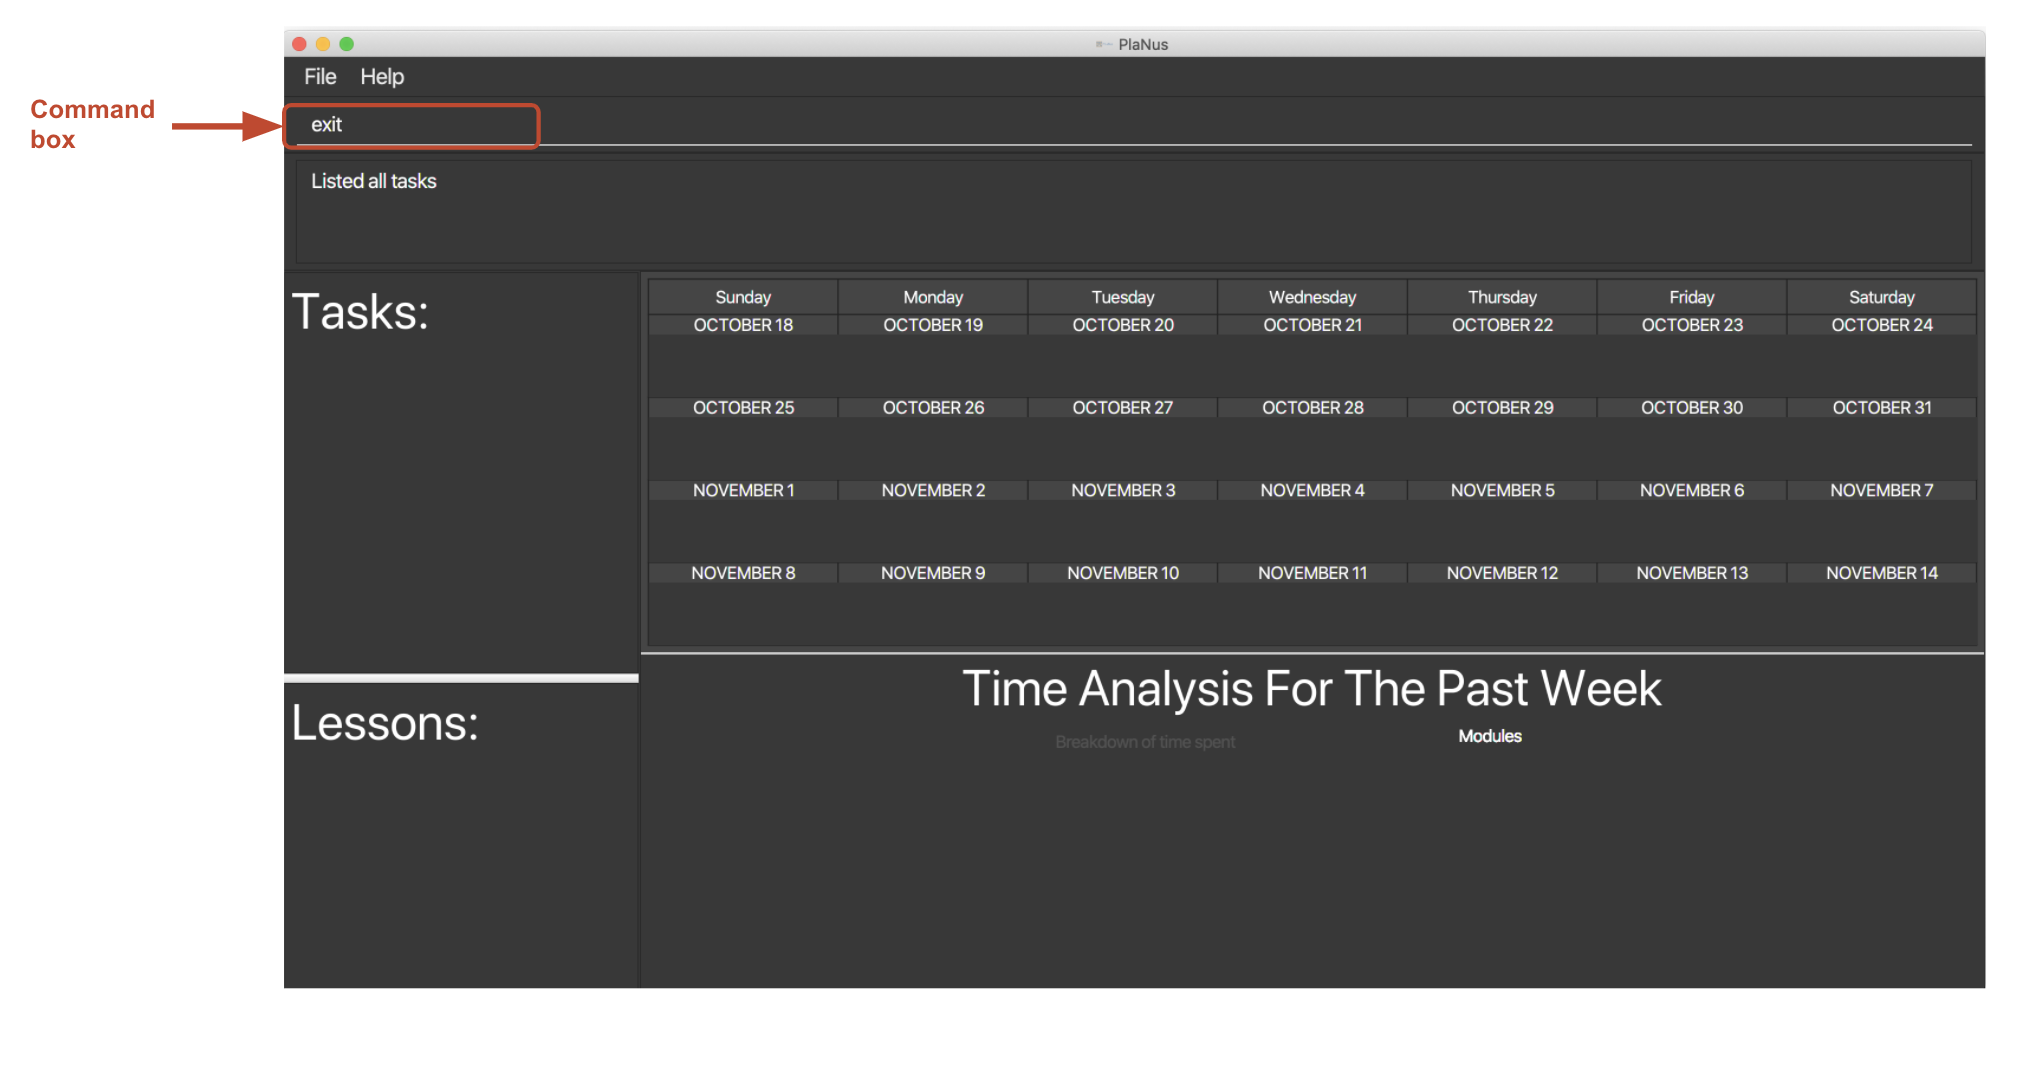 PlaNus
File Help
Command
box
exit
Listed all tasks
Tasks:
Sunday Monday Tuesday Wednesday Thursday Friday Saturday
OCTOBER 18 OCTOBER 19 OCTOBER 20 OCTOBER 21 OCTOBER 22 OCTOBER 23 OCTOBER 24
OCTOBER 25 OCTOBER 26 OCTOBER 27 OCTOBER 28 OCTOBER 29 OCTOBER 30 OCTOBER 31
NOVEMBER 1 NOVEMBER 2 NOVEMBER 3 NOVEMBER 4 NOVEMBER 5 NOVEMBER 6 NOVEMBER 7
NOVEMBER 8 NOVEMBER 9 NOVEMBER 10 NOVEMBER 11 NOVEMBER 12 NOVEMBER 13 NOVEMBER 14
Lessons:
Time Analysis For The Past Week
Breakdown of time spent
Modules